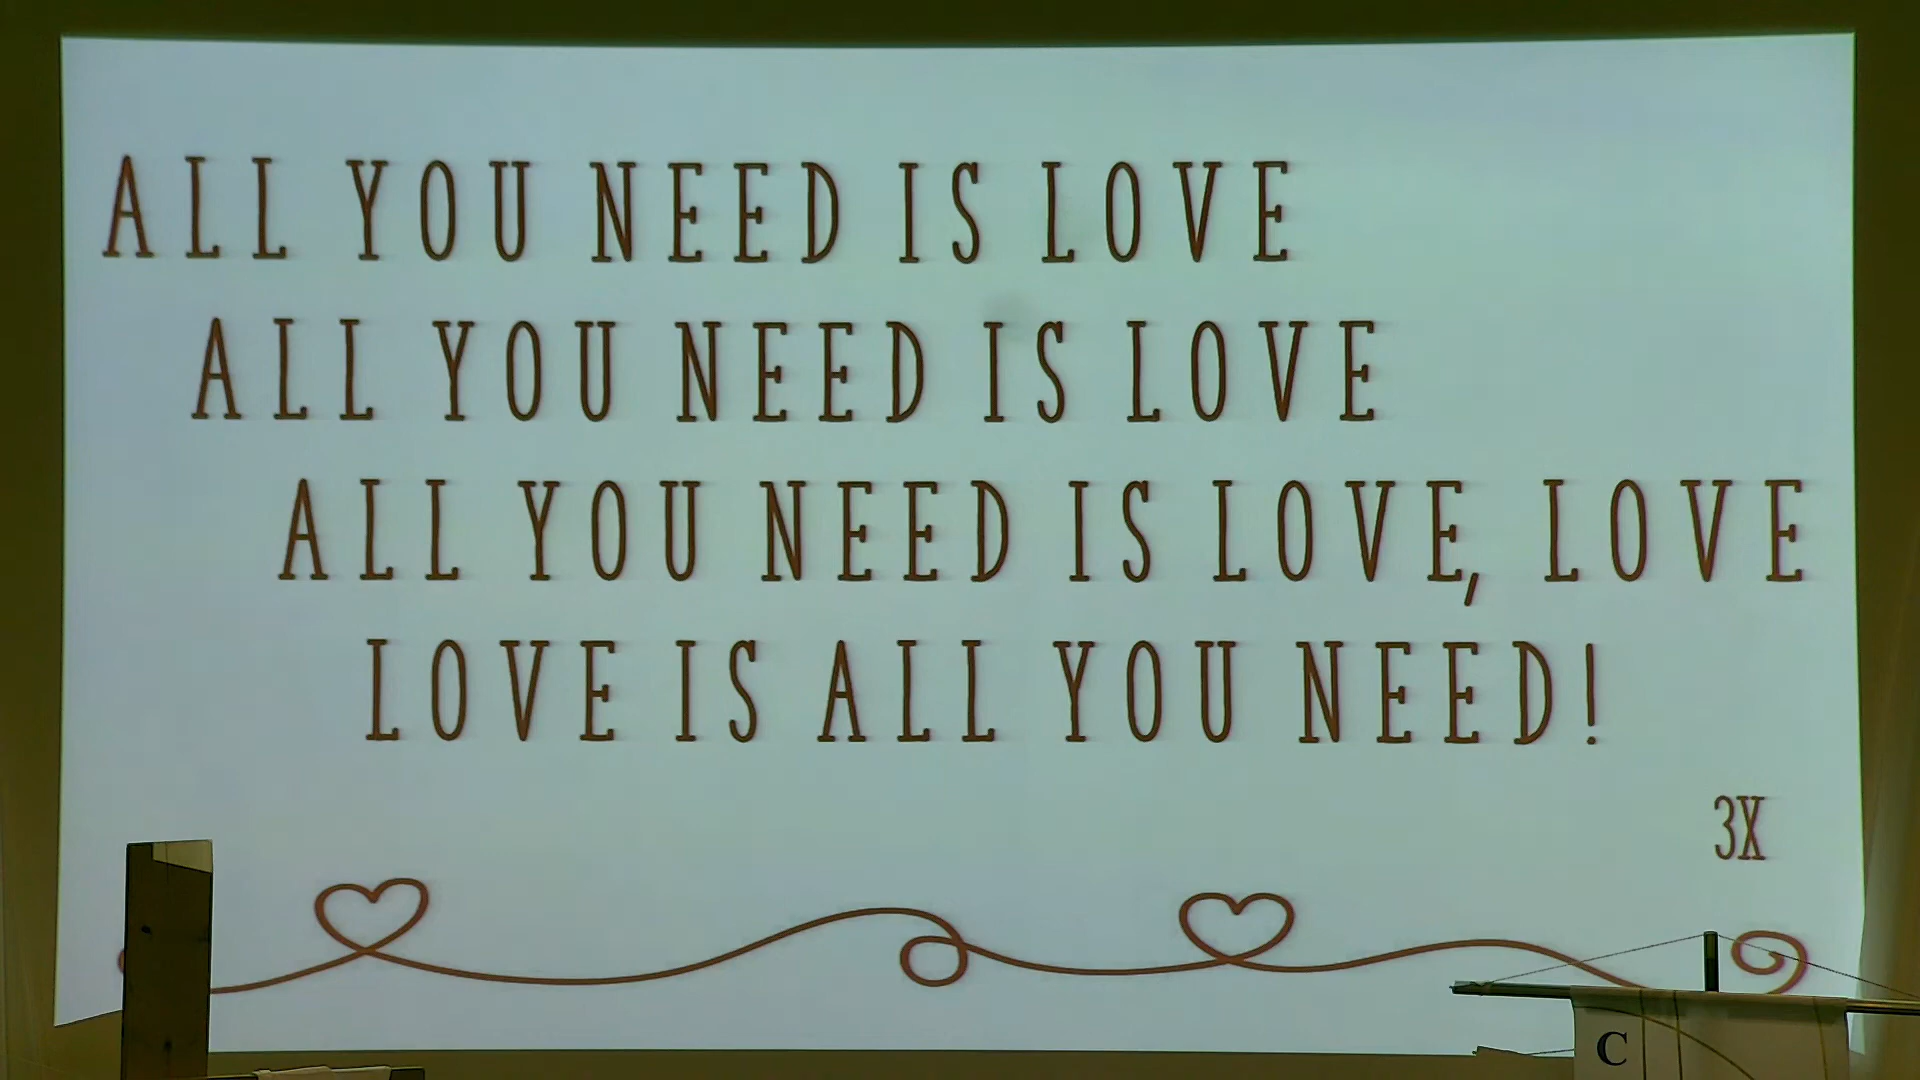 ALL YOU NEED IS LOVE
ALL YOU NEED IS LOVE
ALL YOU NEED IS LOVE, LOVE
LOVE IS ALL YOU NEED!
3X
C